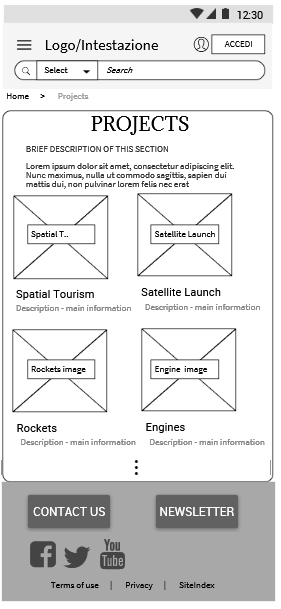 12:30
Logo/Intestazione
ACCEDI
Select
Search
Home > Projects
PROJECTS
BRIEF DESCRIPTION OF THIS SECTION
Lorem ipsum dolor sit amet, consectetur adipiscing elit.
Nunc maximus, nulla ut commodo sagittis, sapien dui
mattis dui, non pulvinar lorem felis nec erat
Spatial T..
Satellite Launch
Spatial Tourism
Satellite Launch
Description - main information
Description - main information
Rockets image
Engine image
Rockets
Engines
Description - main information
Description - main information
CONTACT US
NEWSLETTER
You
Tube
Terms of use | Privacy | SiteIndex